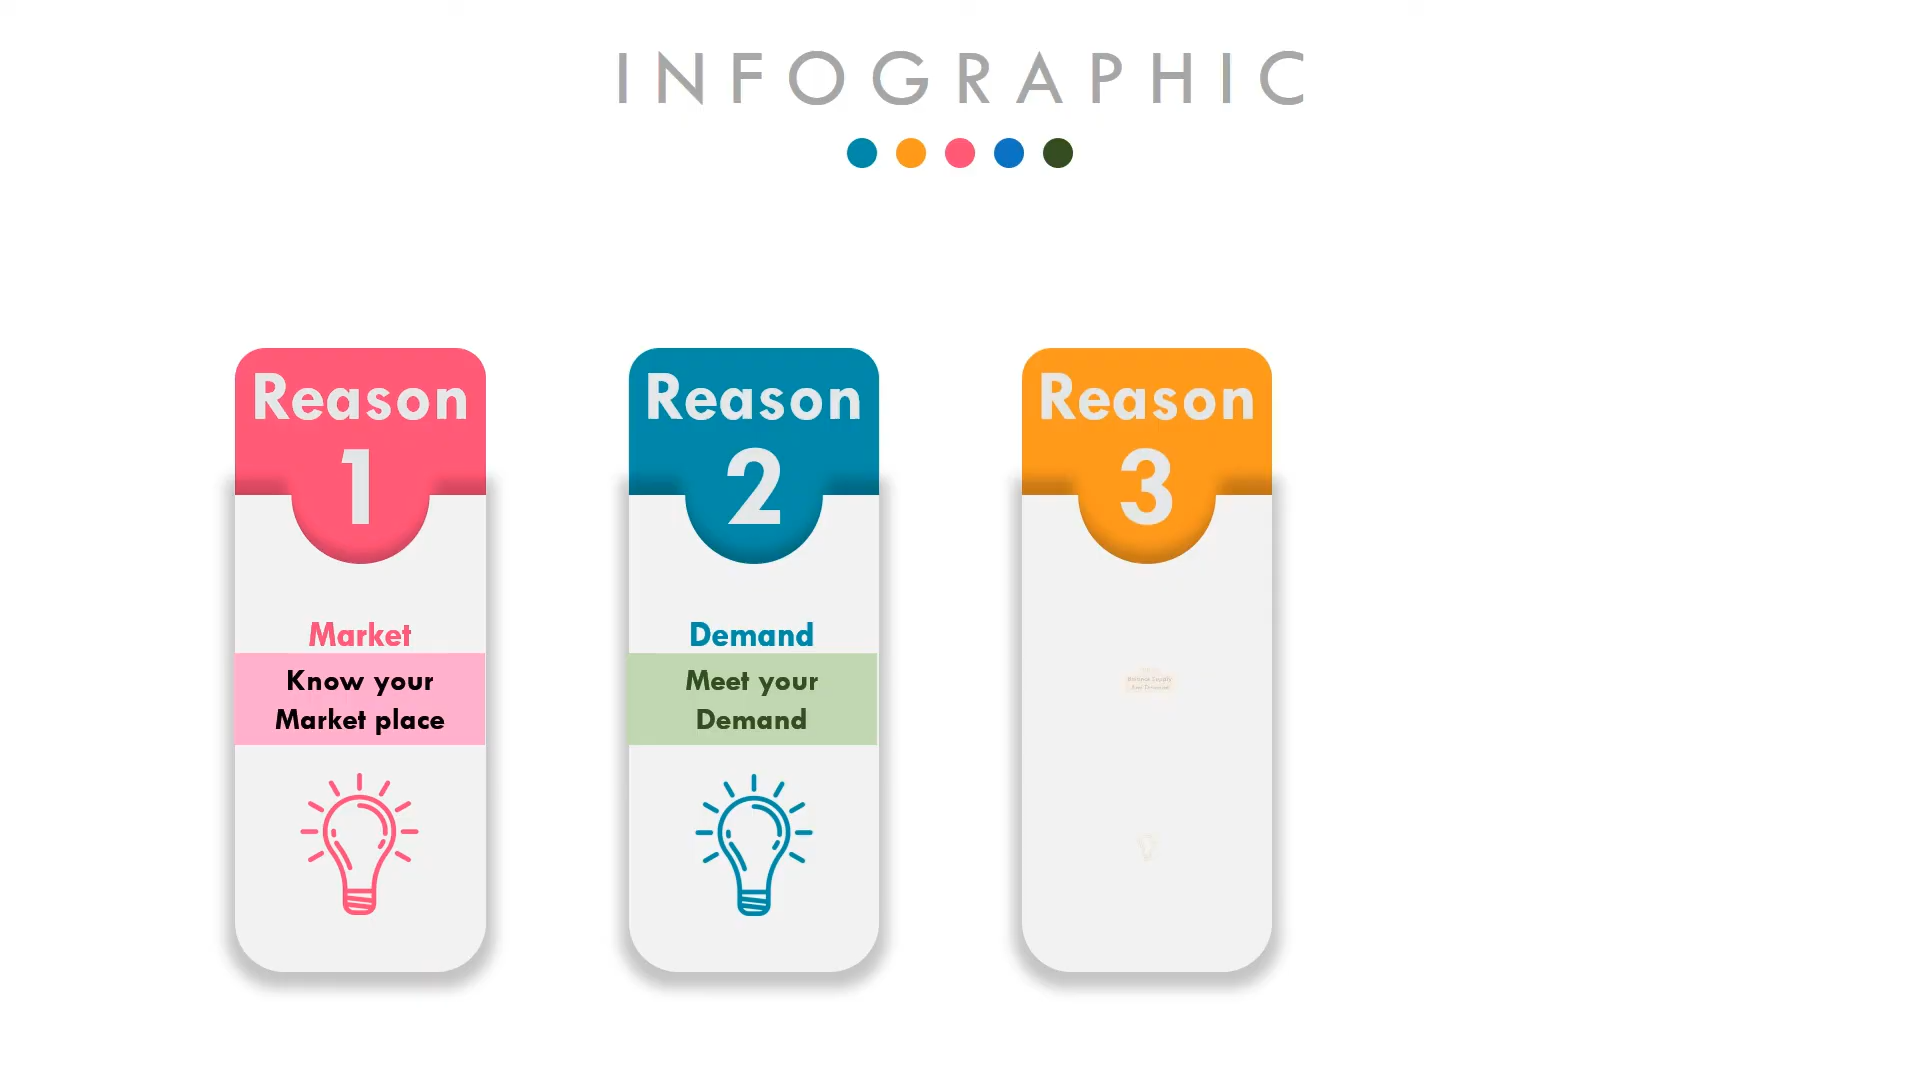 INFOGRAPHIC
Reason
1
Market
Know your
Market place
Reason
2
Demand
Meet your
Demand
Reason
3